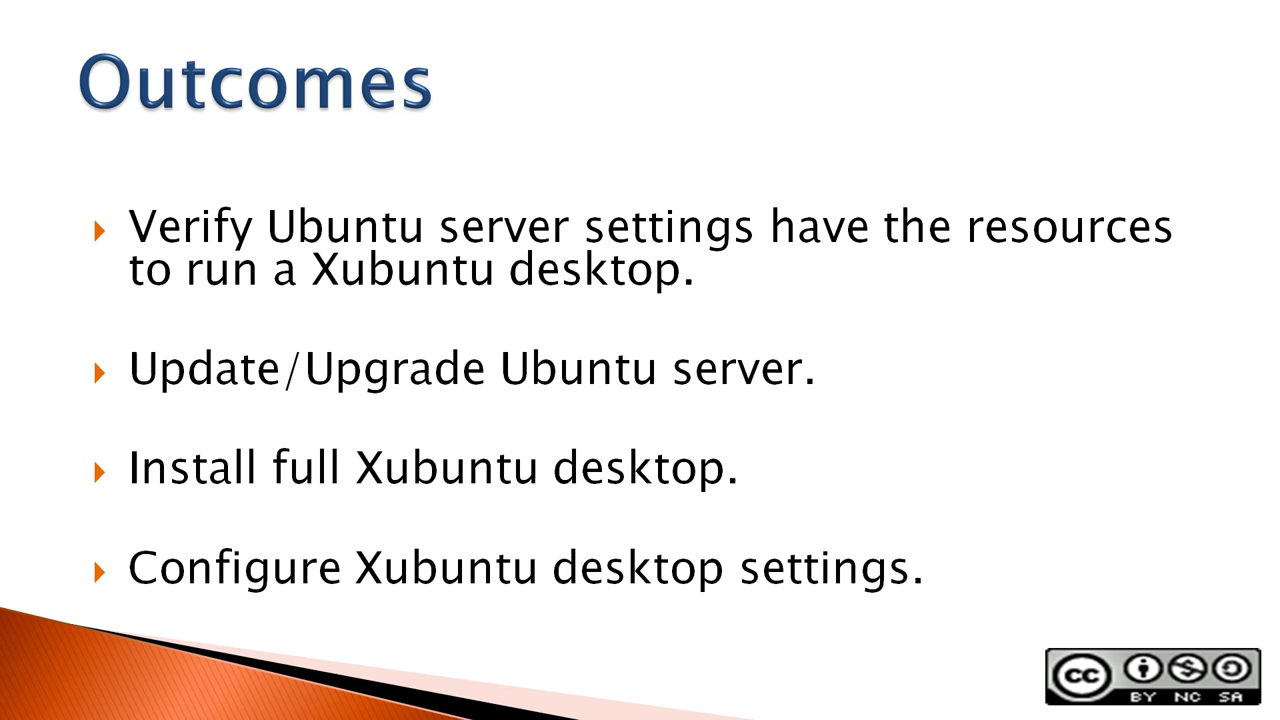 Outcomes
Verify Ubuntu server settings have the resources
to run a Xubuntu desktop.
Update/Upgrade Ubuntu server.
Install full Xubuntu desktop.
Configure Xubuntu desktop settings.
cc
BY NC SA